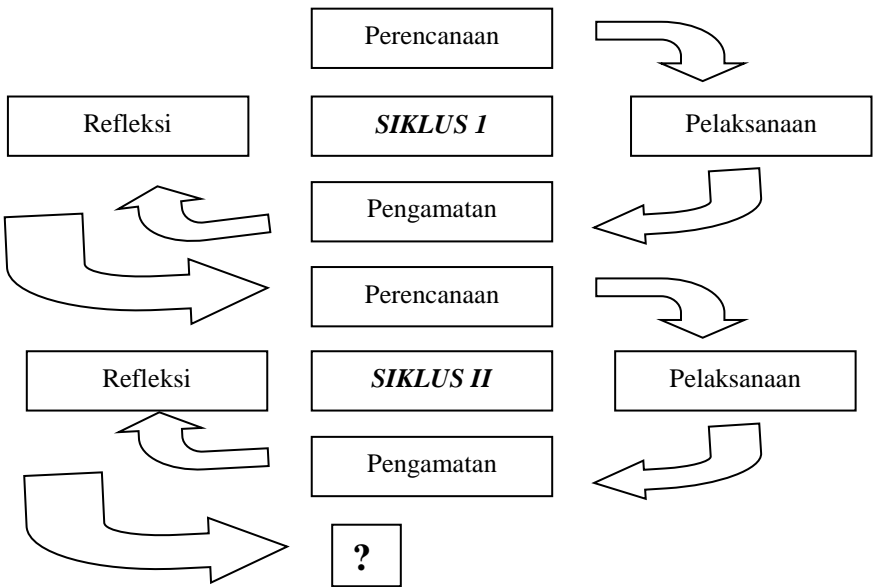 Perencanaan
Refleksi
SIKLUS 1
Pelaksanaan
Pengamatan
Perencanaan
Refleksi
SIKLUS II
Pelaksanaan
Pengamatan
?